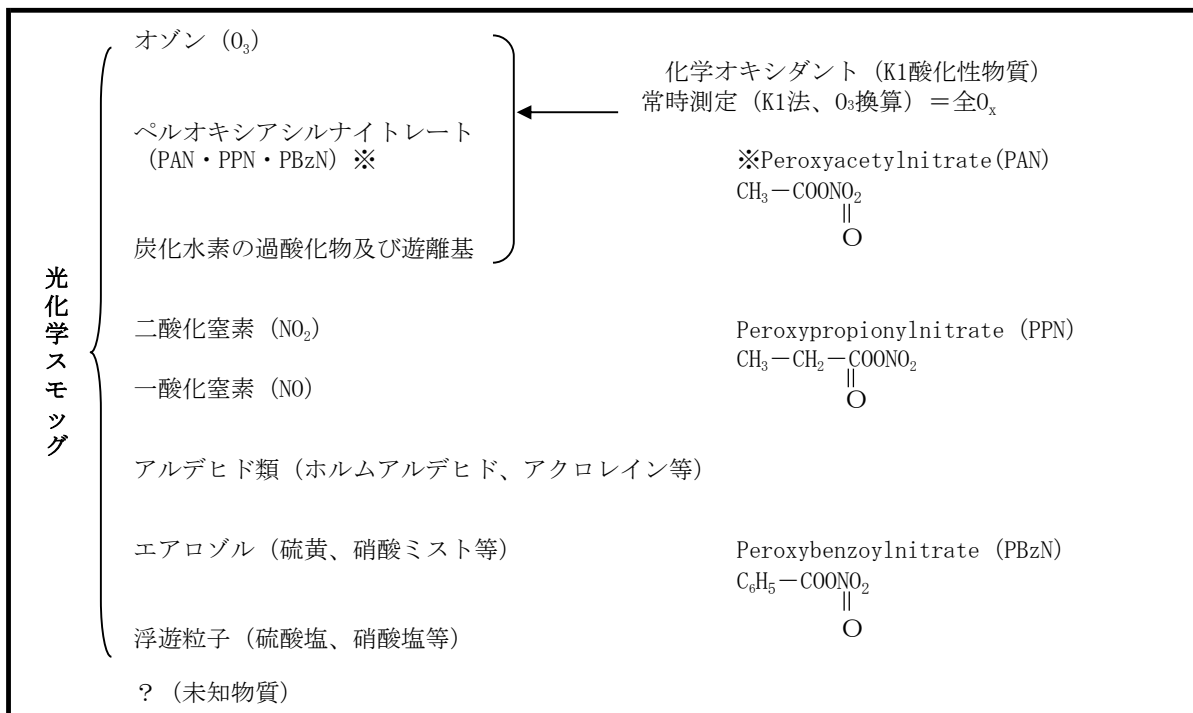 光化学スモッグ
オゾン（O₃）
ペルオキシアシルナイトレート
（PAN・PPN・PBzN）※
炭化水素の過酸化物及び遊離基
二酸化窒素（NO₂）
一酸化窒素（NO）
アルデヒド類（ホルムアルデヒド、アクロレイン等）
エアロゾル（硫黄、硝酸ミスト等）
浮遊粒子（硫酸塩、硝酸塩等）
？（未知物質）
化学オキシダント（K1酸化性物質）
常時測定（K1法、O₃換算）＝全Oₓ
※Peroxyacetylnitrate(PAN)
CH₃－COONO₂
||
O
Peroxypropionylnitrate（PPN）
CH₃－CH₂－COONO₂
||
O
Peroxybenzoylnitrate（PBzN）
C₆H₅－COONO₂
||
O